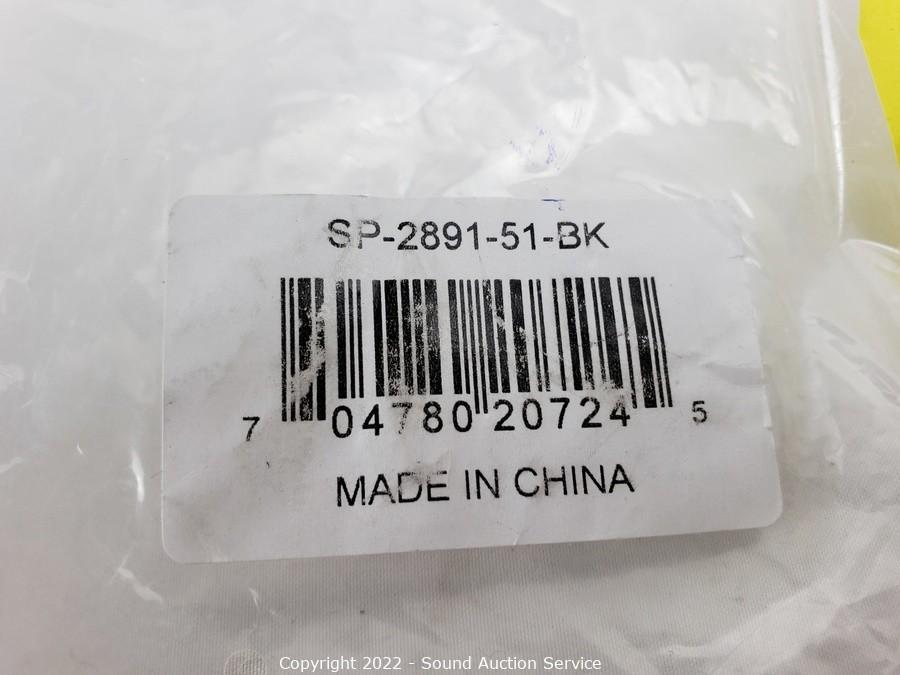 SP-2891-51-BK
7 04780 20724 5
MADE IN CHINA
Copyright 2022 - Sound Auction Service